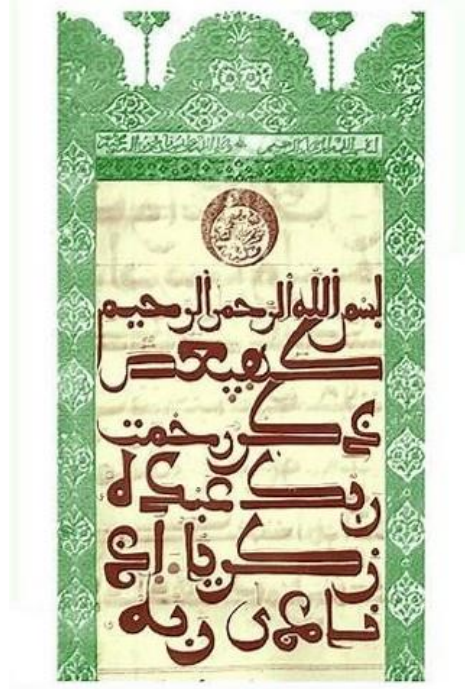 بسم الله الرحمن الرحيم
كهيعص
ذكر رحمت
ربك عبده
زكريا اذ
نادى ربه